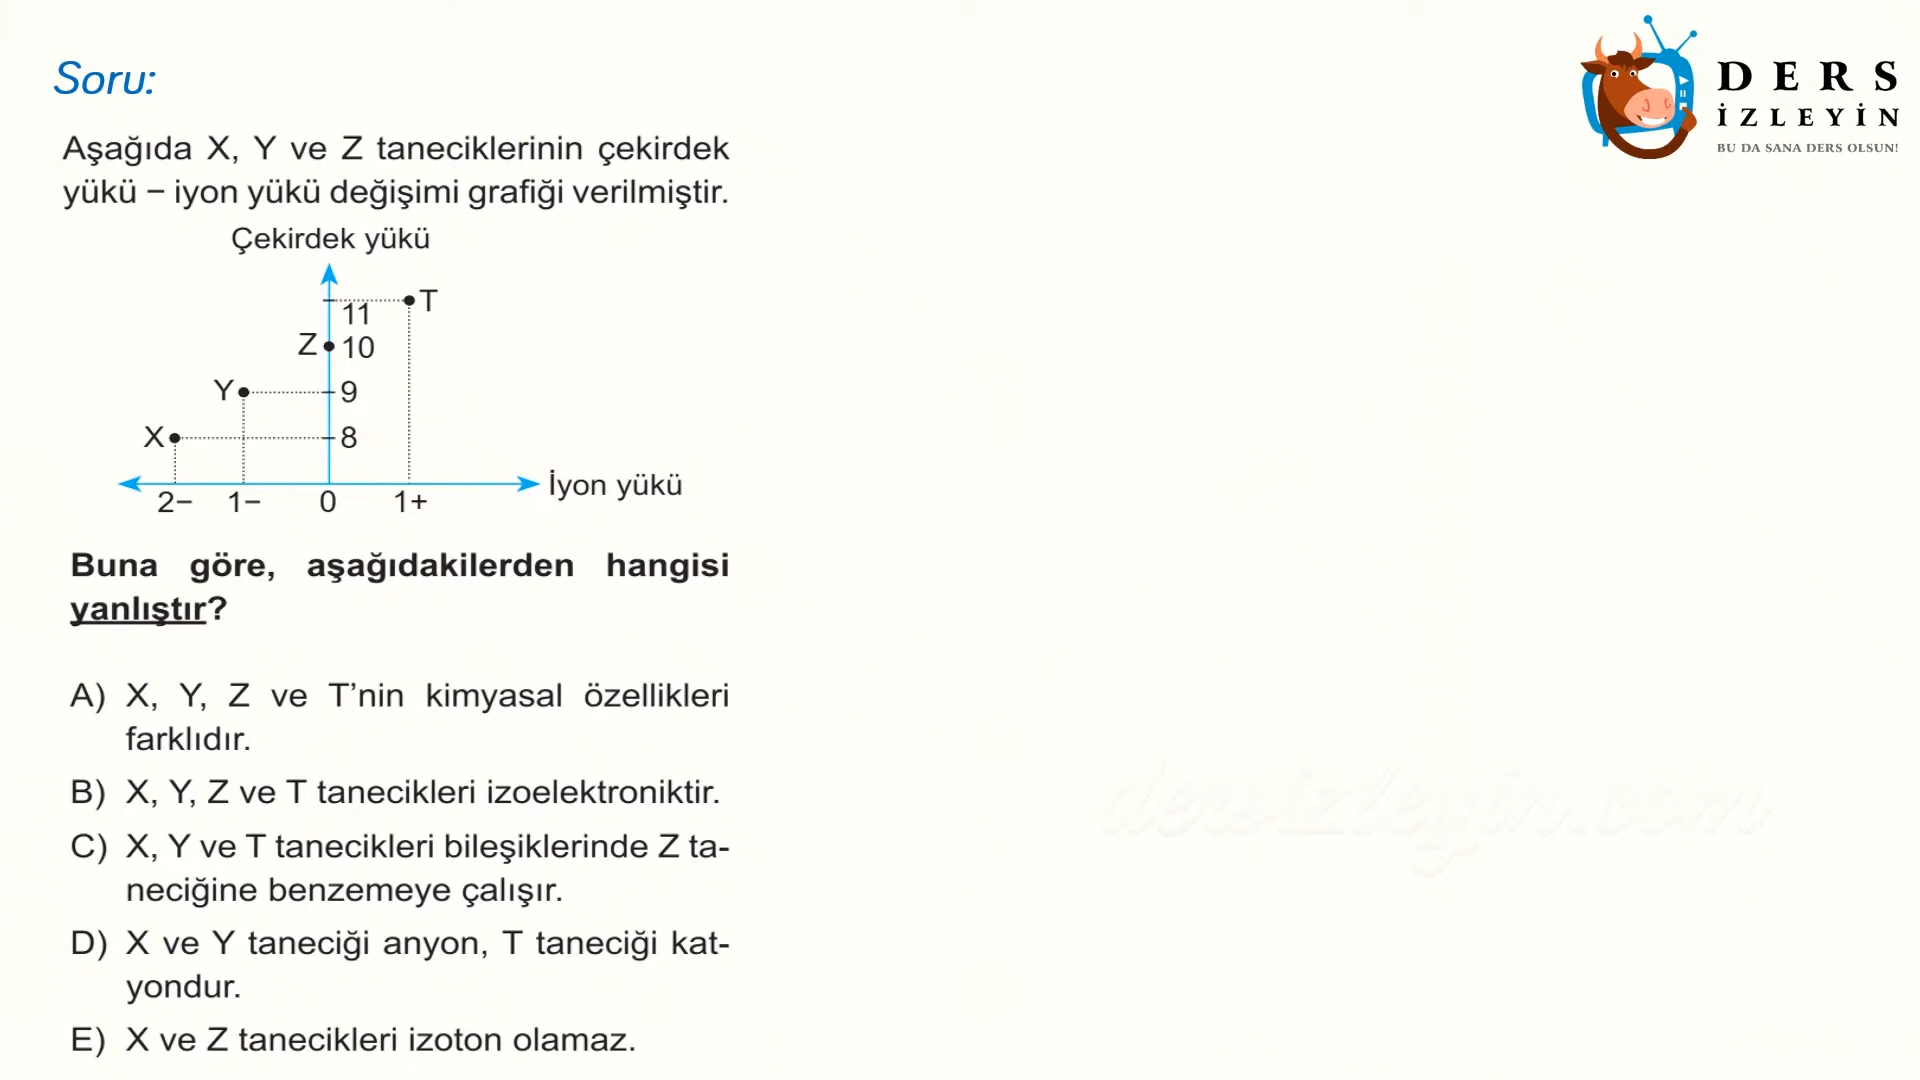 Soru:
DERS
İZLEYİN
BU DA SANA DERS OLSUN!
Aşağıda X, Y ve Z taneciklerinin çekirdek
yükü – iyon yükü değişimi grafiği verilmiştir.
Çekirdek yükü
T
11
Z 10
Y 9
X 8
İyon yükü
2– 1– 0 1+
Buna göre, aşağıdakilerden hangisi
yanlıştır?
A) X, Y, Z ve T’nin kimyasal özellikleri
farklıdır.
B) X, Y, Z ve T tanecikleri izoelektroniktir.
C) X, Y ve T tanecikleri bileşiklerinde Z ta-
neciğine benzemeye çalışır.
D) X ve Y taneciği anyon, T taneciği kat-
yondur.
E) X ve Z tanecikleri izoton olamaz.
dersizleyin.com